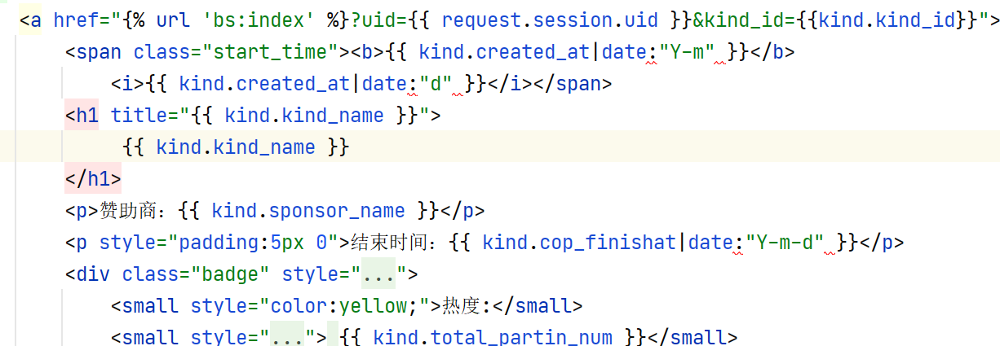 <a href="{% url 'bs:index' %}?uid={{ request.session.uid }}&kind_id={{kind.kind_id}}">
<span class="start_time"><b>{{ kind.created_at|date:"Y-m" }}</b>
<i>{{ kind.created_at|date:"d" }}</i></span>
<h1 title="{{ kind.kind_name }}">
{{ kind.kind_name }}
</h1>
<p>赞助商：{{ kind.sponsor_name }}</p>
<p style="padding:5px 0">结束时间：{{ kind.cop_finishat|date:"Y-m-d" }}</p>
<div class="badge" style="...">
<small style="color:yellow;">热度:</small>
<small style="..."> {{ kind.total_partin_num }}</small>